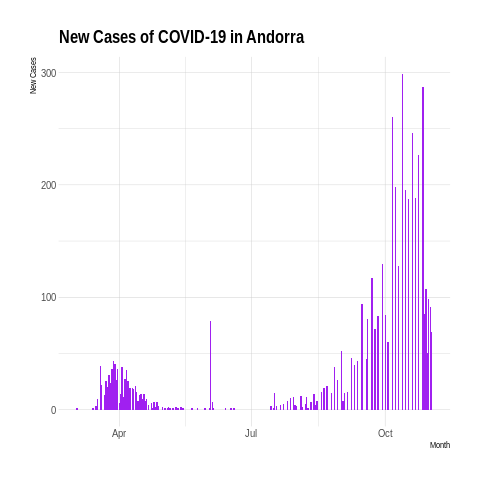 New Cases of COVID-19 in Andorra
New Cases
300
200
100
0
Apr
Jul
Oct
Month